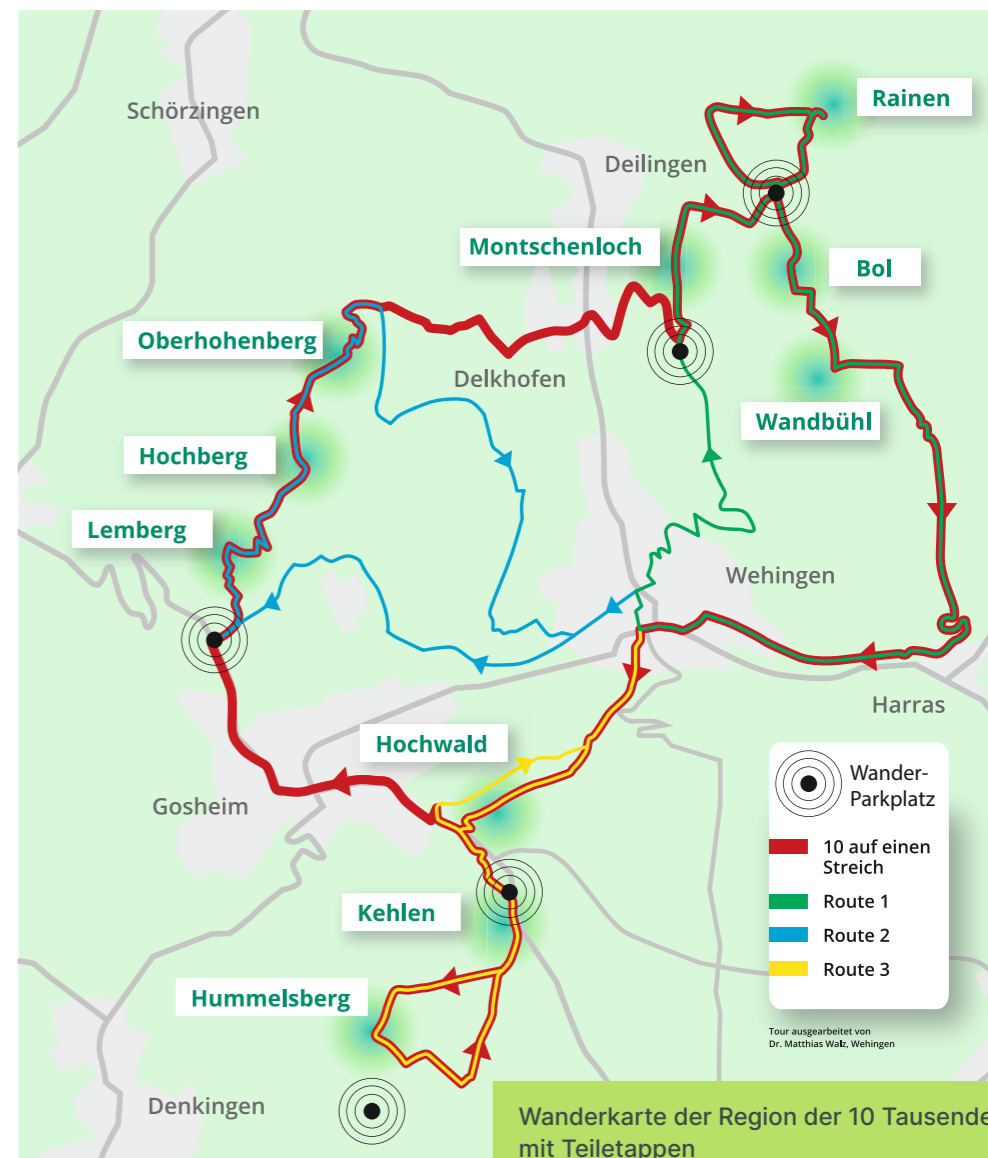 Schörzingen
Rainen
Deilingen
Montschenloch
Bol
Oberhohenberg
Delkhofen
Wandbühl
Hochberg
Lemberg
Wehingen
Harras
Hochwald
Gosheim
Kehlen
Hummelsberg
Denkingen
Wander-
Parkplatz
10 auf einen
Streich
Route 1
Route 2
Route 3
Tour ausgearbeitet von
Dr. Matthias Walz, Wehingen
Wanderkarte der Region der 10 Tausende
mit Teiletappen